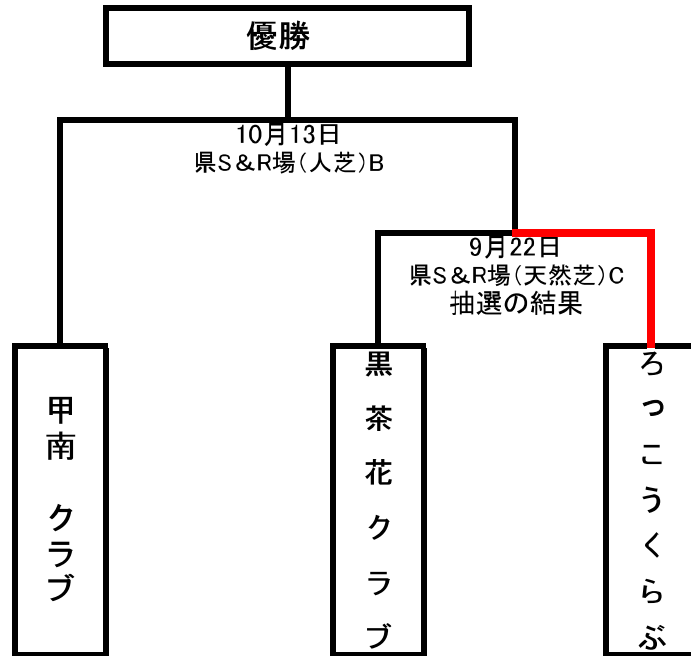 優勝
10月13日
県S&R場(人芝)B
9月22日
県S&R場(天然芝)C
抽選の結果
甲南 クラブ
黒茶花クラブ
ろっこうくらぶ